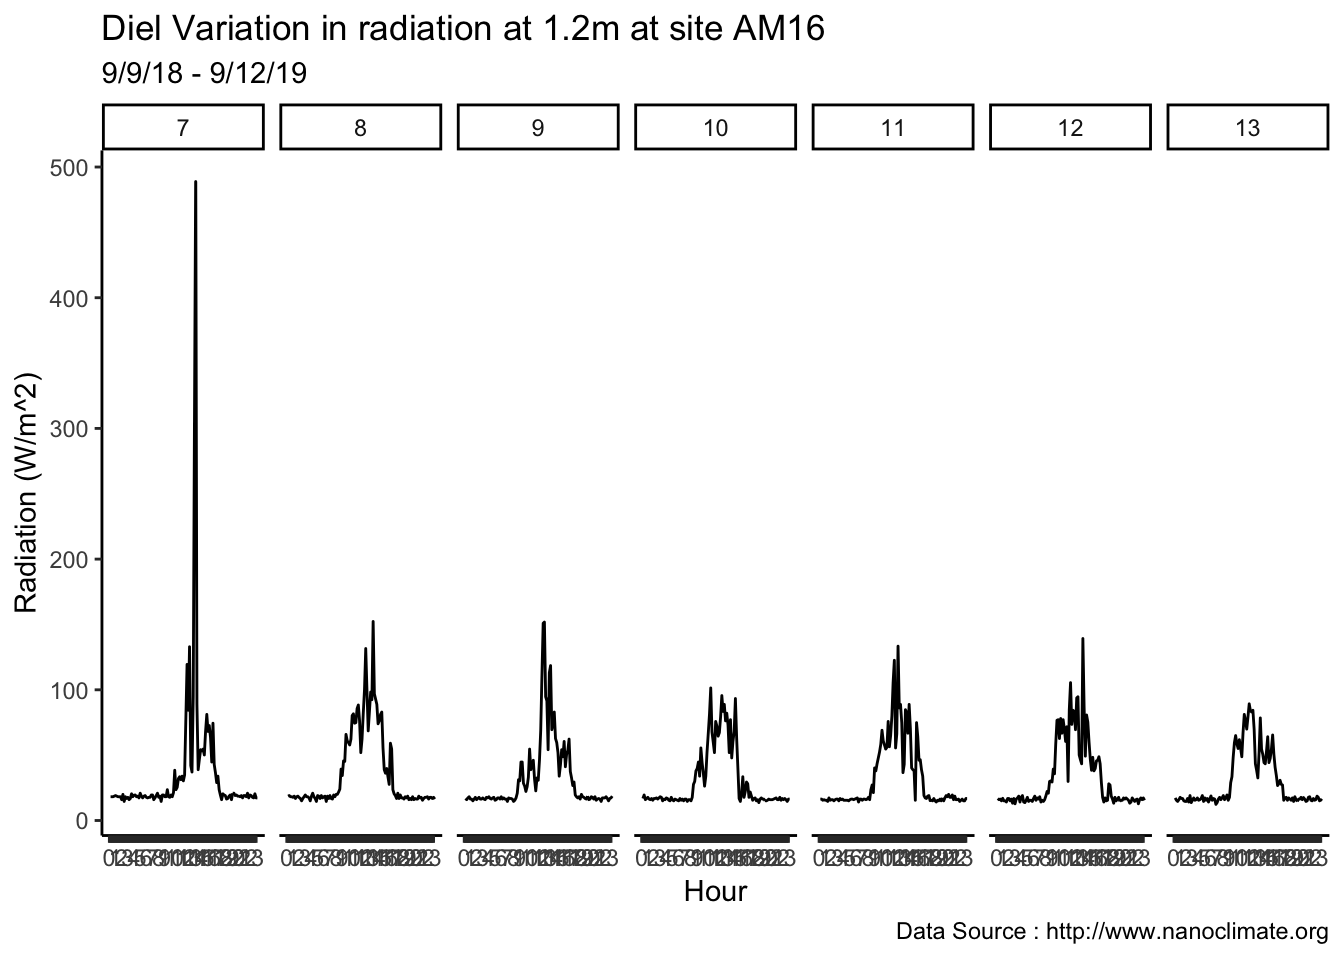 Diel Variation in radiation at 1.2m at site AM16
9/9/18 - 9/12/19
7 8 9 10 11 12 13
500
400
300
200
100
0
Radiation (W/m^2)
Hour
Data Source : http://www.nanoclimate.org